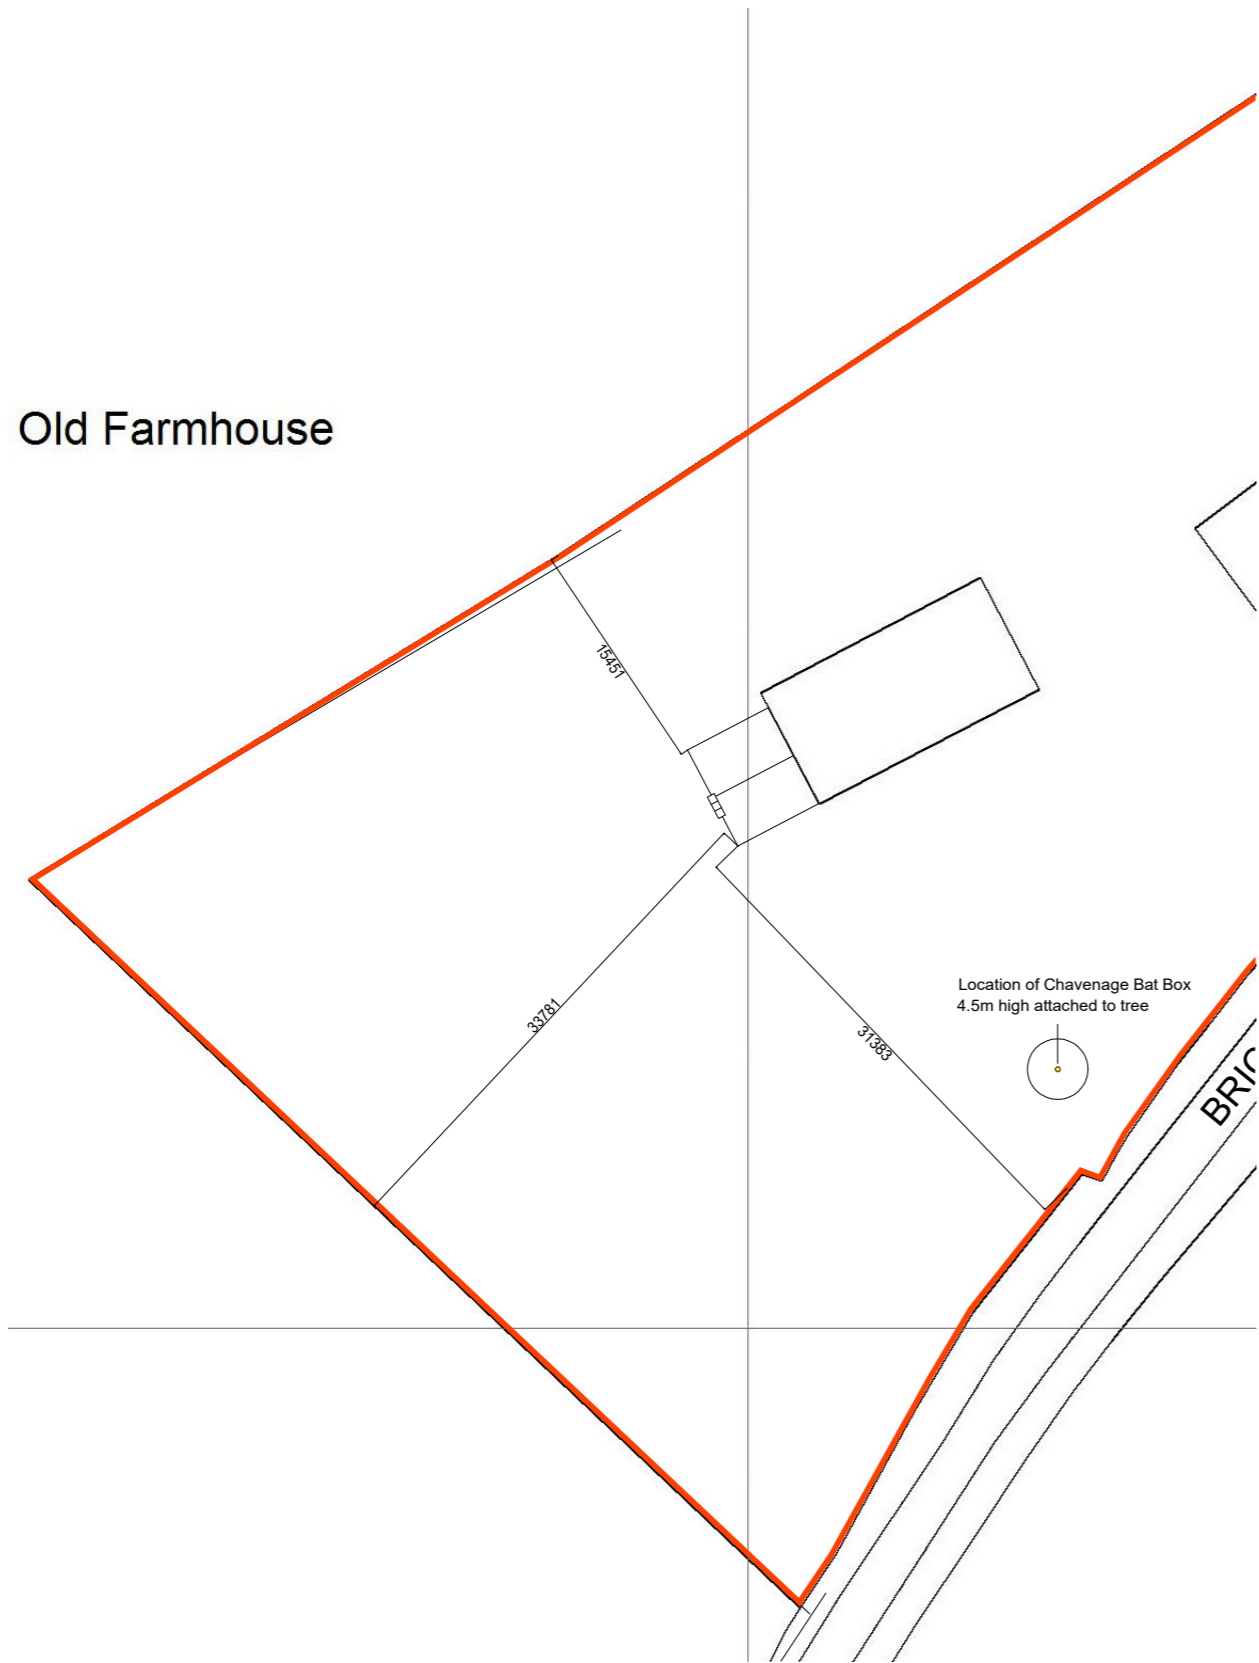 Old Farmhouse
15451
33781
31383
Location of Chavenage Bat Box
4.5m high attached to tree